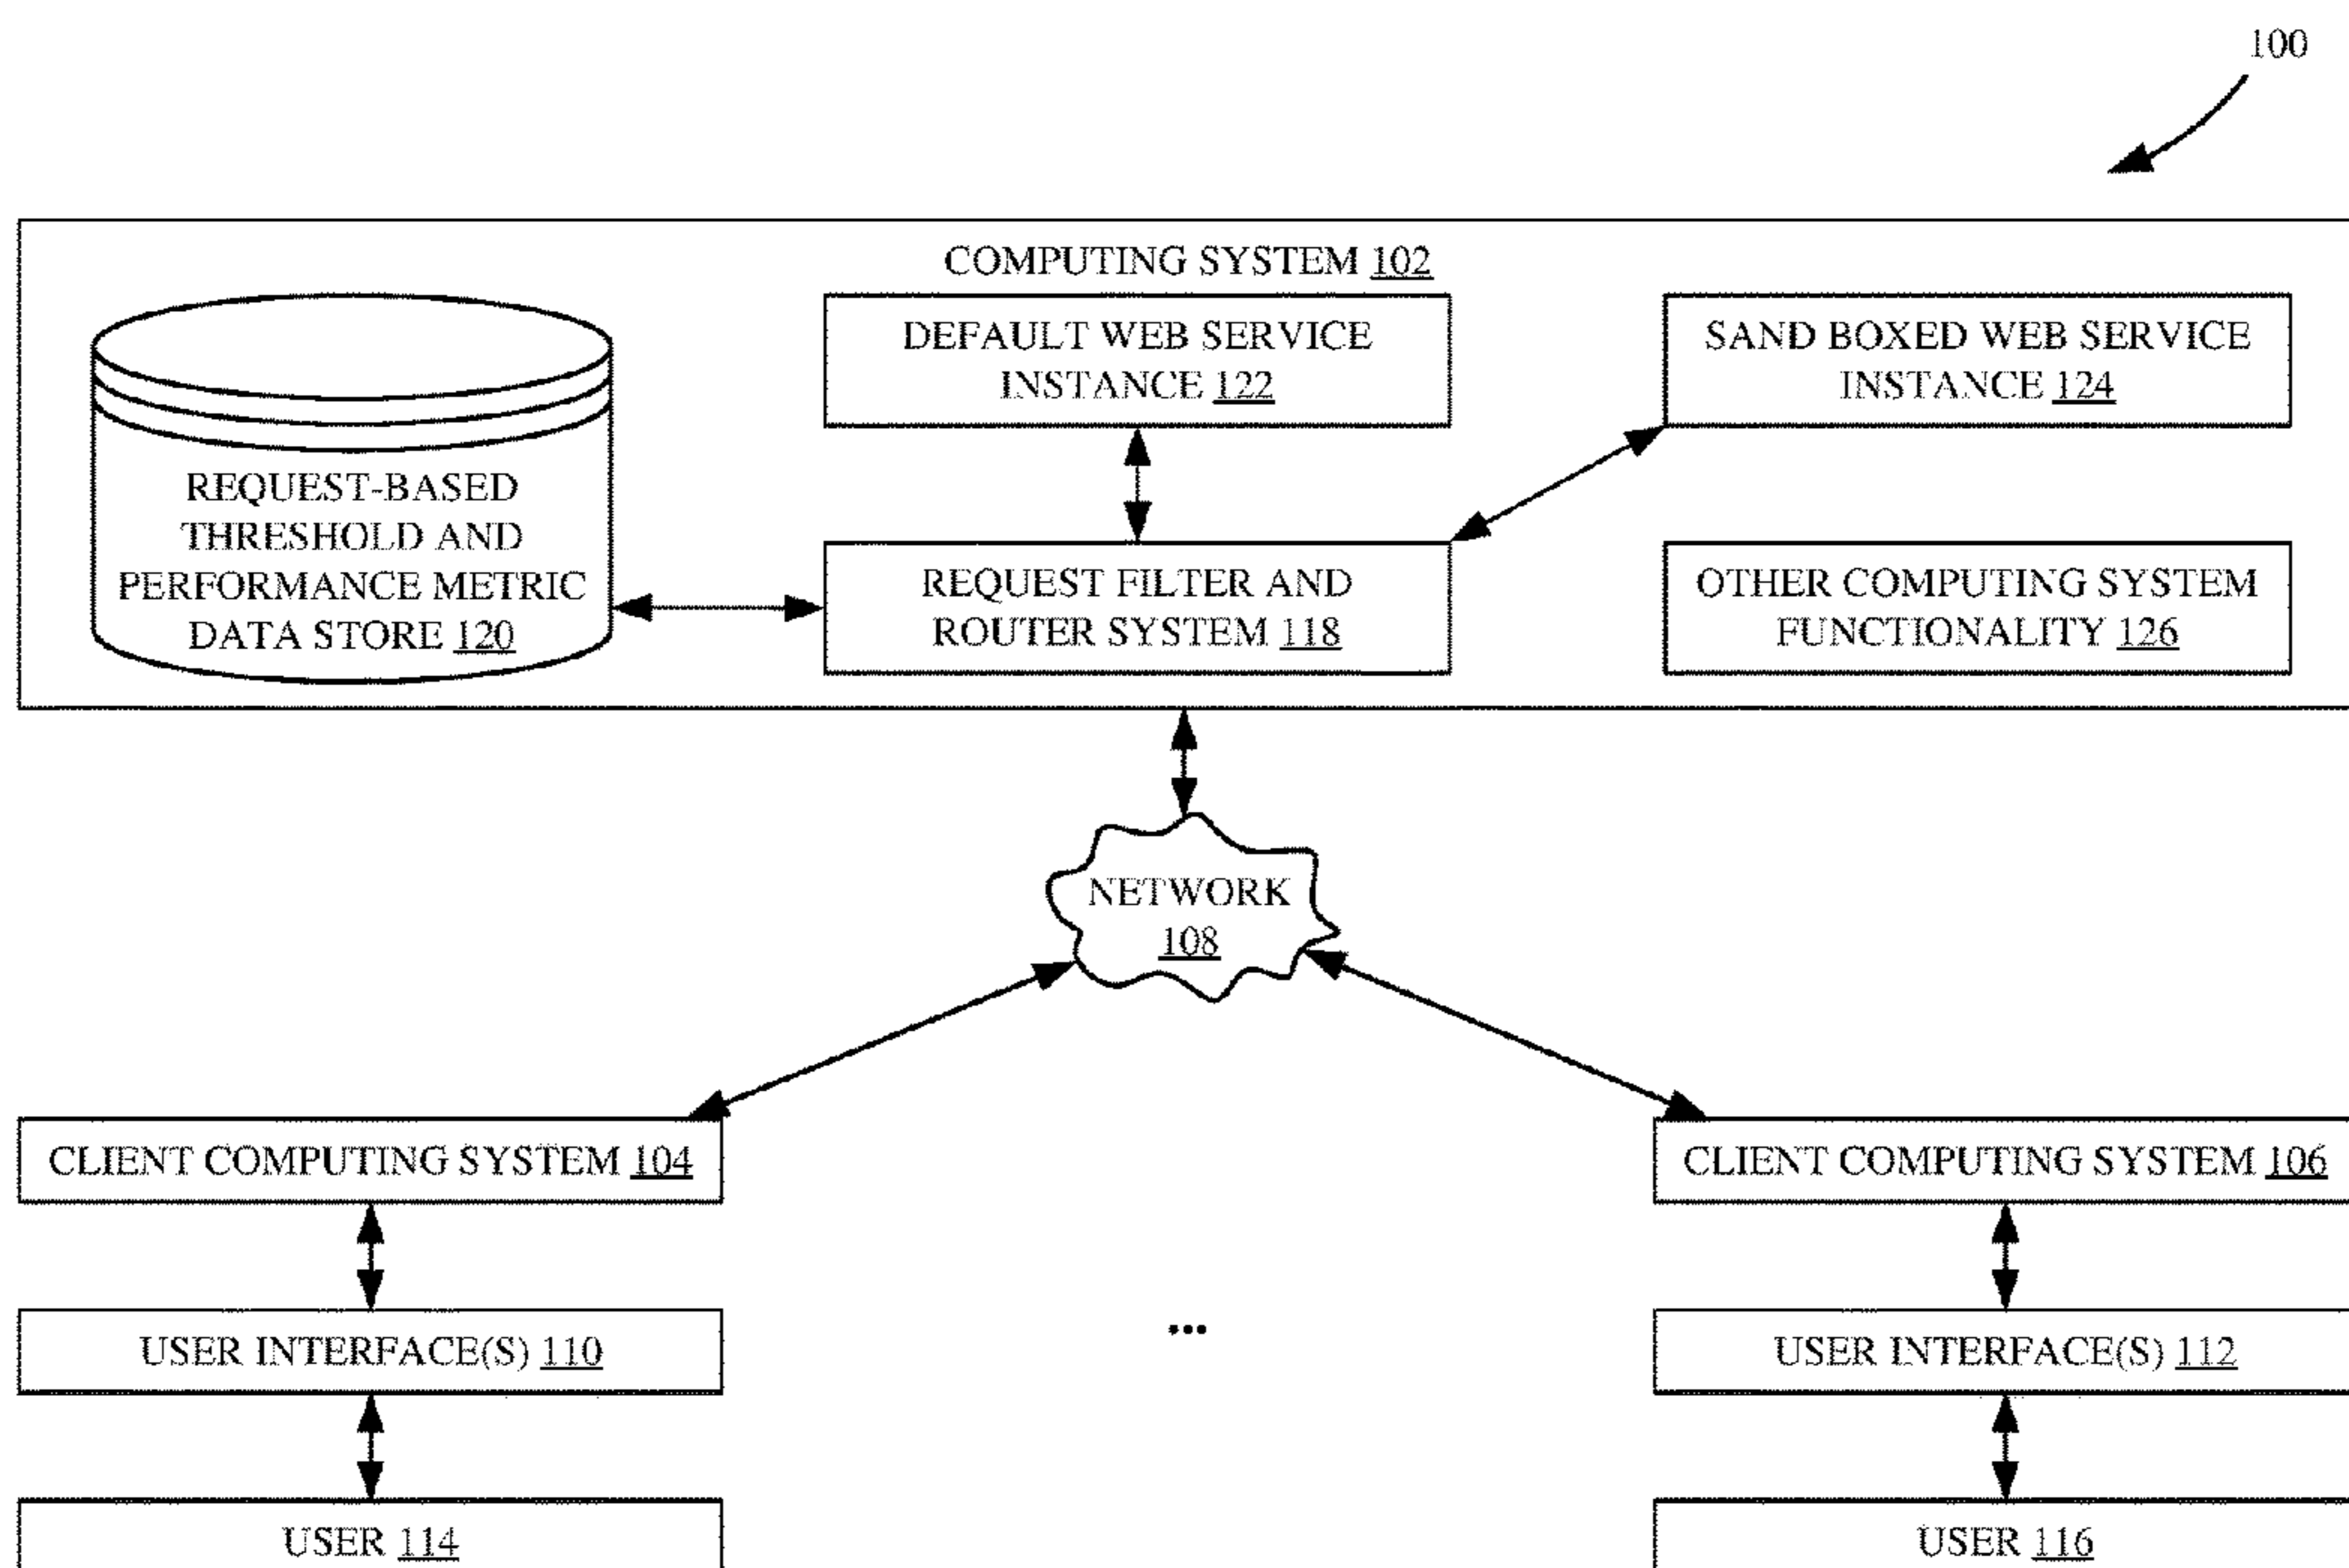 100
COMPUTING SYSTEM 102
DEFAULT WEB SERVICE
INSTANCE 122
SAND BOXED WEB SERVICE
INSTANCE 124
REQUEST-BASED
THRESHOLD AND
PERFORMANCE METRIC
DATA STORE 120
REQUEST FILTER AND
ROUTER SYSTEM 118
OTHER COMPUTING SYSTEM
FUNCTIONALITY 126
NETWORK
108
CLIENT COMPUTING SYSTEM 104
CLIENT COMPUTING SYSTEM 106
USER INTERFACE(S) 110
...
USER INTERFACE(S) 112
USER 114
USER 116